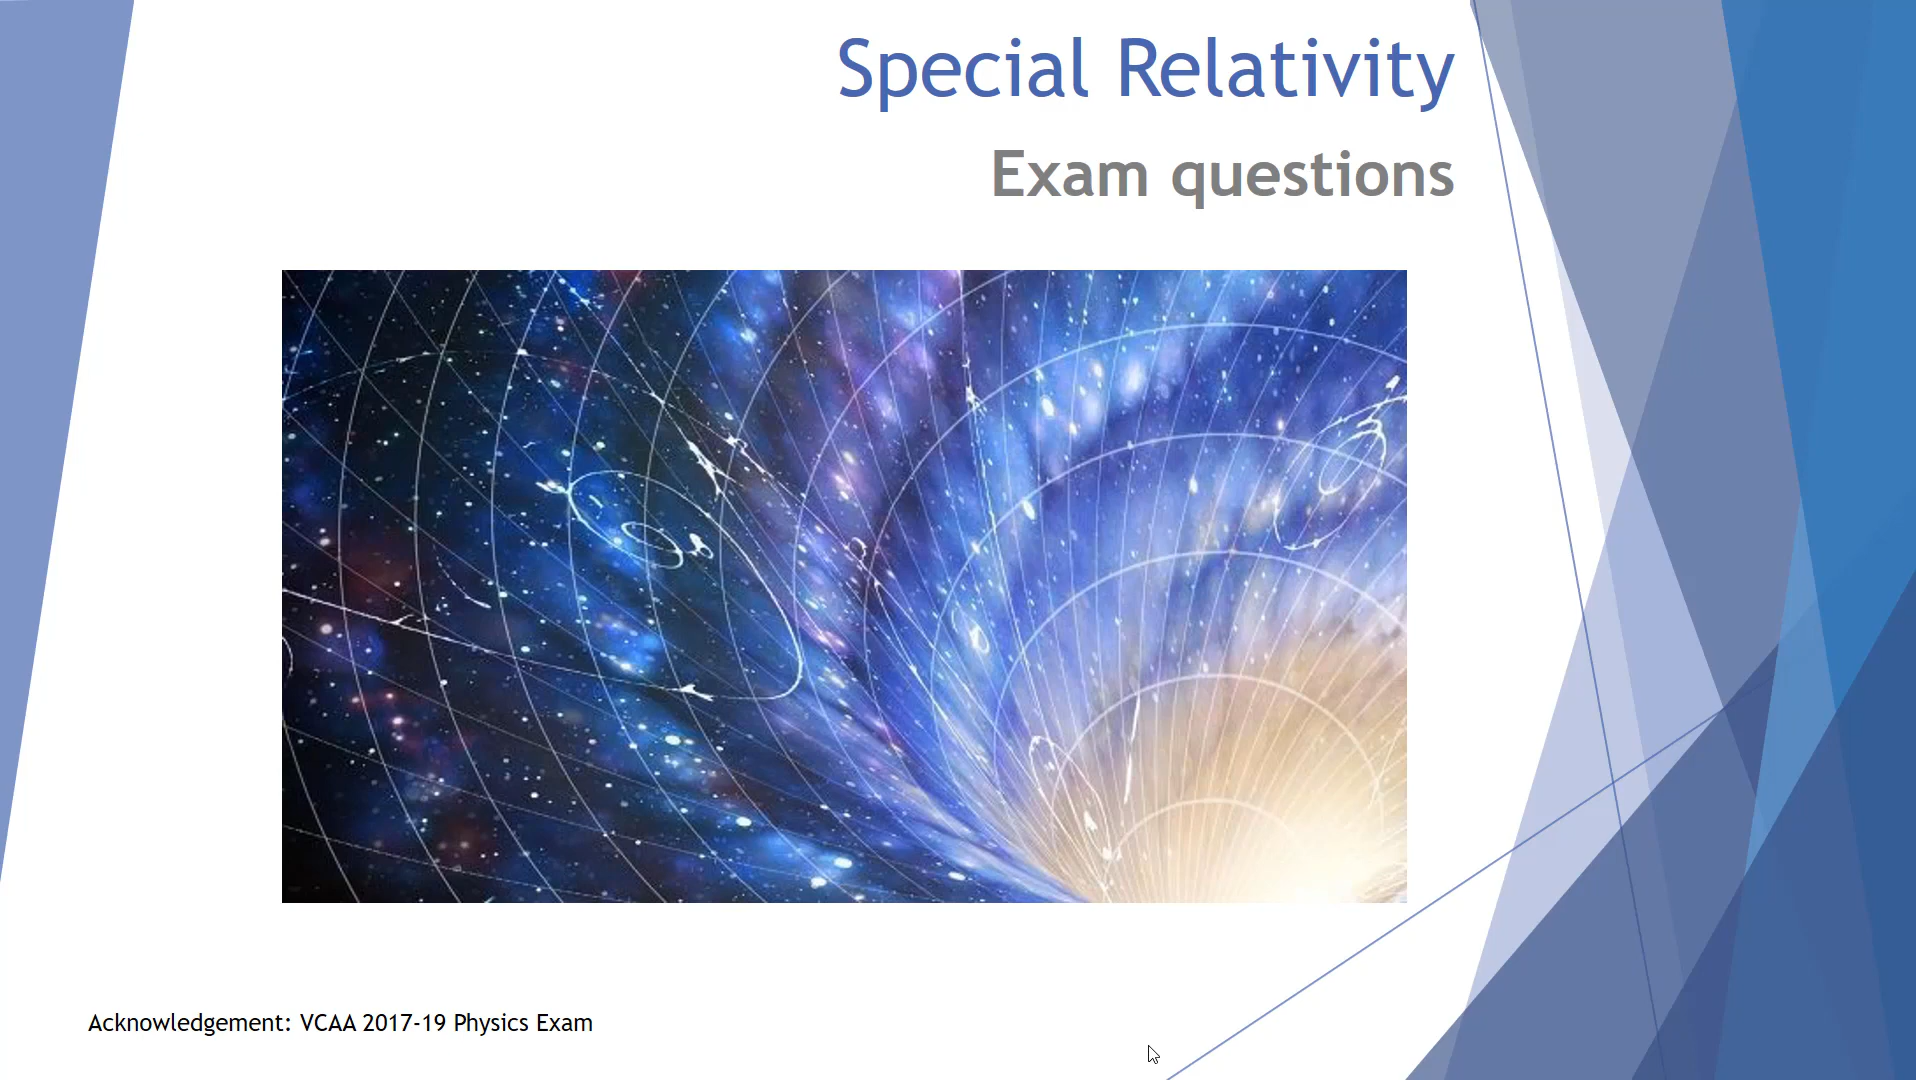 Special Relativity
Exam questions
Acknowledgement: VCAA 2017-19 Physics Exam